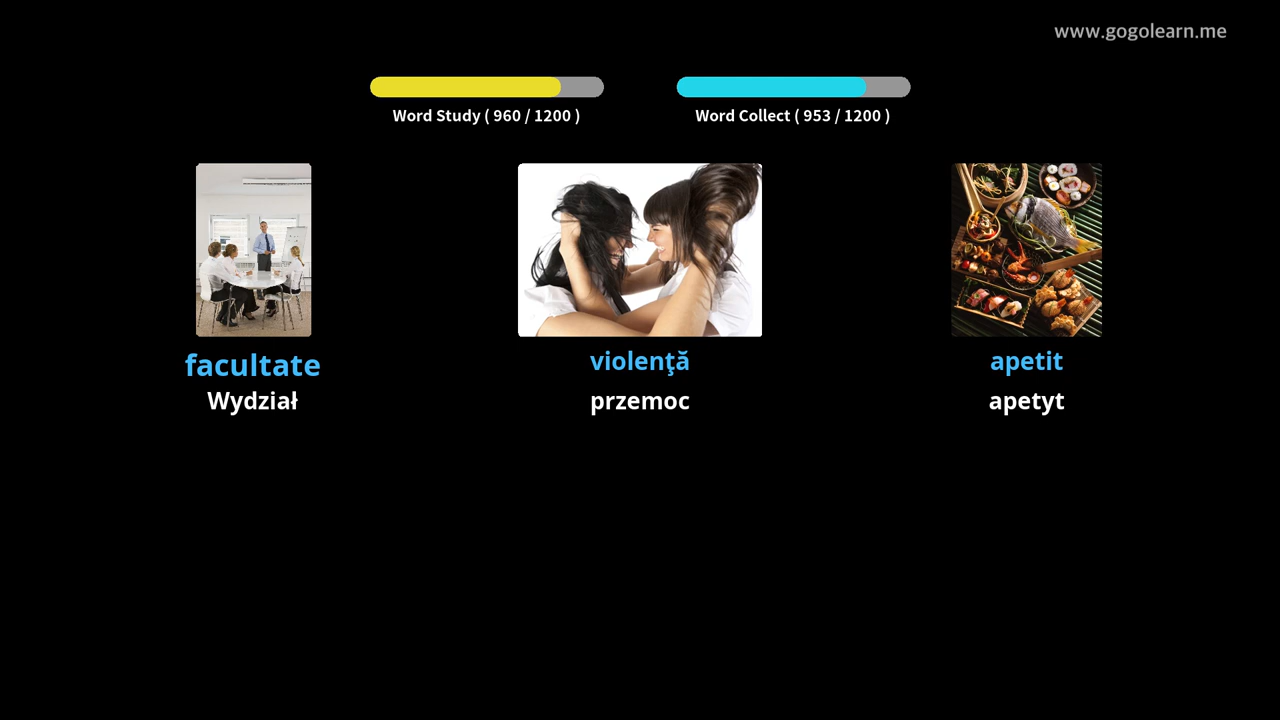 www.gogolearn.me
Word Study ( 960 / 1200 )
Word Collect ( 953 / 1200 )
facultate
Wydział
violenţă
przemoc
apetit
apetyt